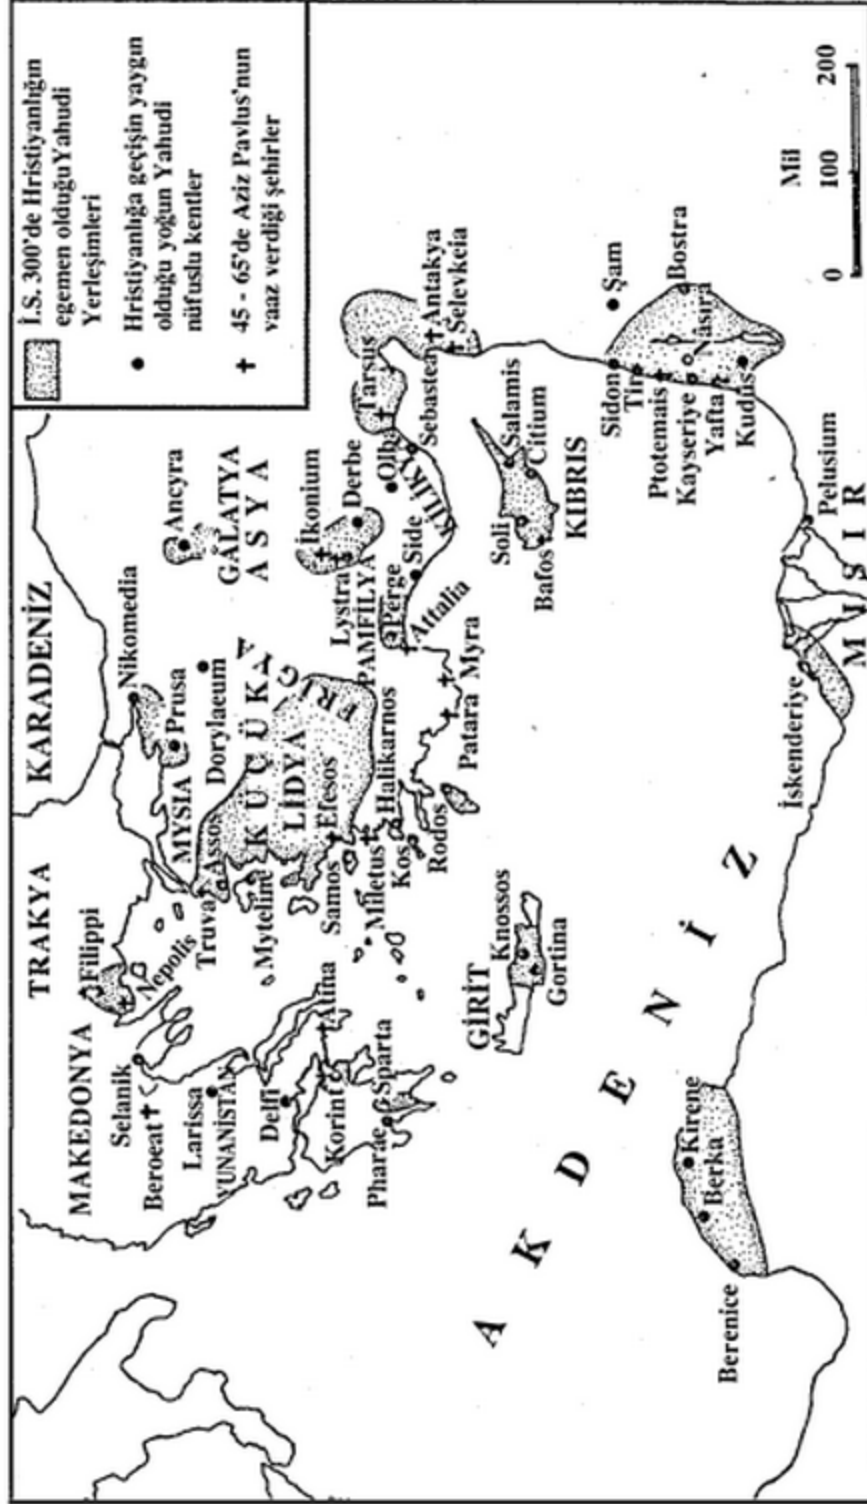 İ.S. 300'de Hristiyanlığın
egemen olduğu Yahudi
Yerleşimleri
Hristiyanlığa geçişin yaygın
olduğu yoğun Yahudi
nüfuslu kentler
45 - 65'de Aziz Pavlus'nun
vaaz verdiği şehirler
KARADENİZ
TRAKYA
MAKEDONYA
Filippi
Nepolis
Selanik
Beroeat
Larissa
YUNANİSTAN
Delfi
Atina
Korint
Sparta
Pharae
Nikomedia
Prusa
MYSIA
Dorylaeum
Assos
Truva
Myteline
KÜÇÜK
ASYA
LİDYA
FRİGYA
Efesos
Samos
Miletus
Halikarnos
Kos
Rodos
Patara
Myra
Ancyra
GALATYA
İkonium
Derbe
Lystra
PAMFİLYA
Perge
Attalia
Side
KİLİKY
Olba
Tarsus
Sebastea
Antakya
Selevkeia
Salamis
Citium
Soli
Bafos
KIBRIS
GİRİT
Knossos
Gortina
AKDENİZ
Şam
Sidon
Tir
Ptotemais
Kayseriye
Nasıra
Bostra
Yafta
Kudüs
Pelusium
MISIR
İskenderiye
Kirene
Berka
Berenice
Mil
0 100 200